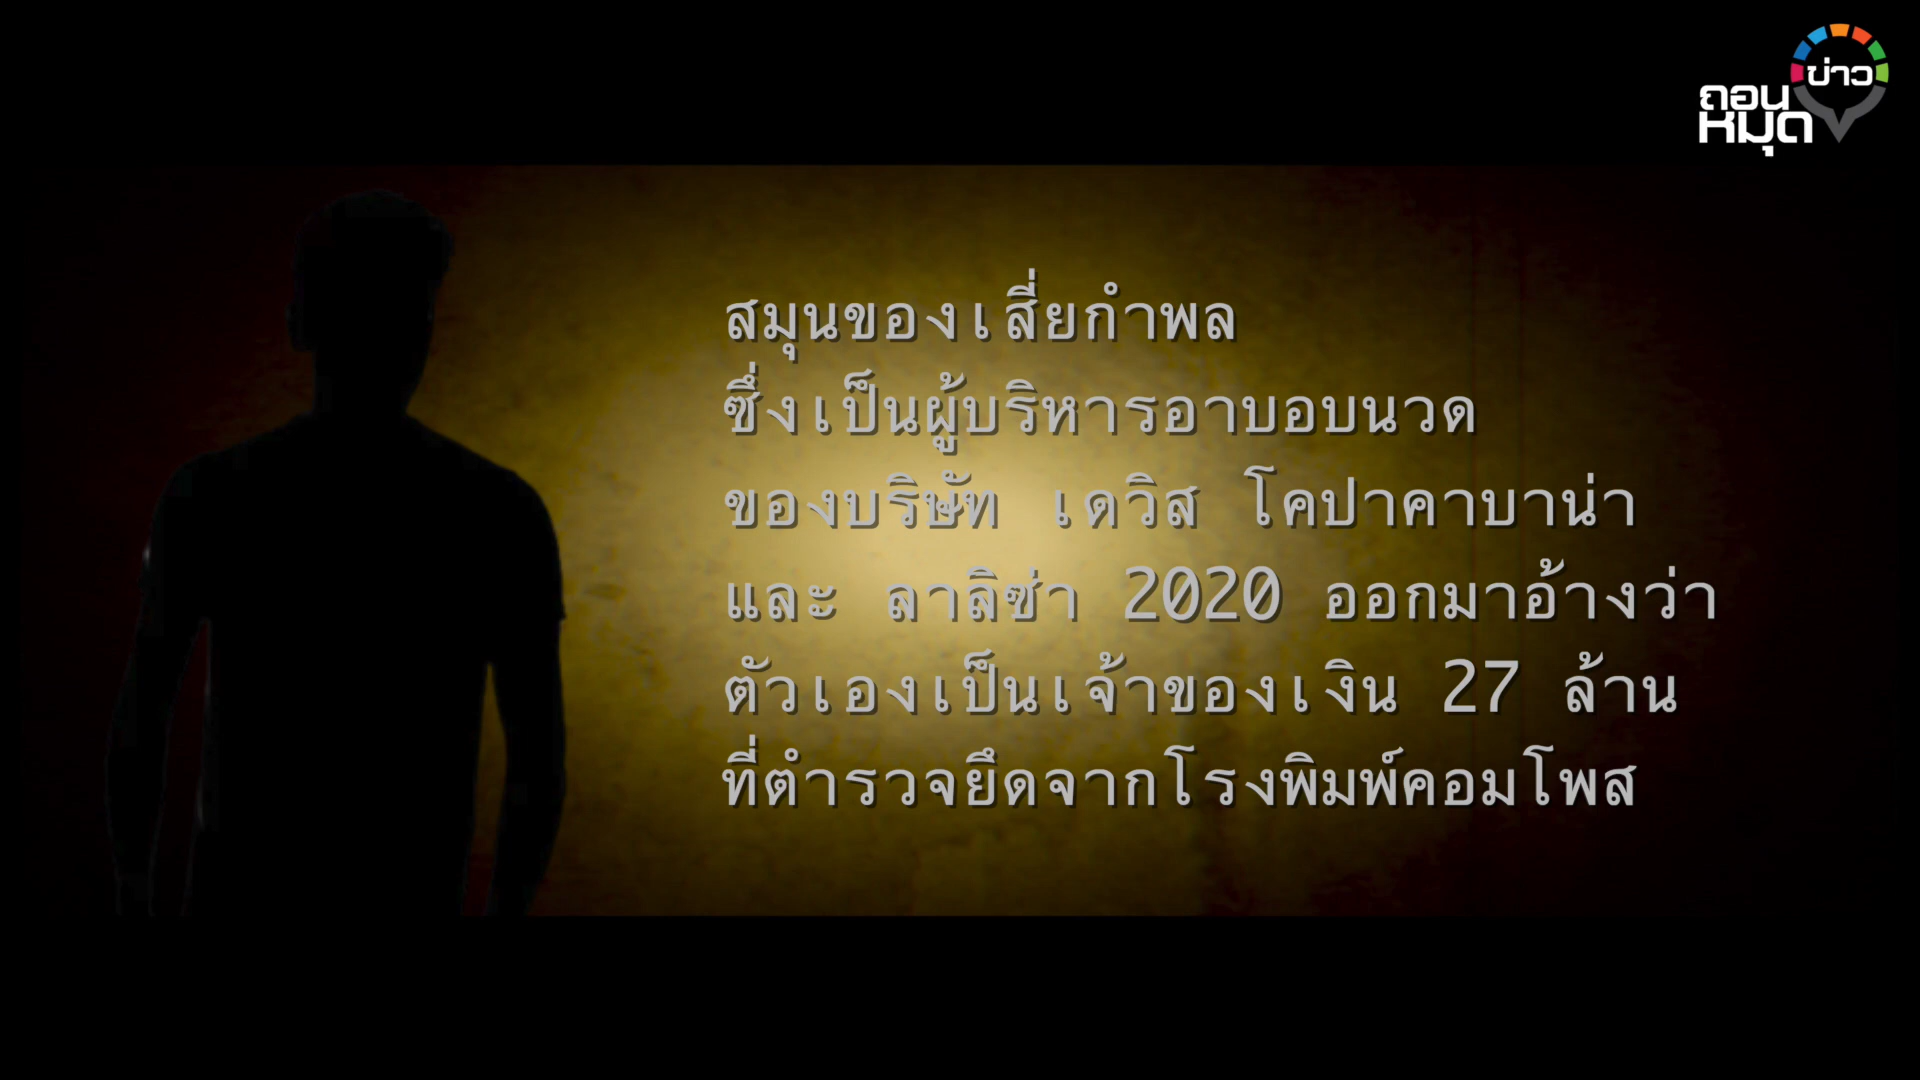 ถอน
หมุด
ข่าว
สมุนของเสี่ยกำพล
ซึ่งเป็นผู้บริหารอาบอบนวด
ของบริษัท เดวิส โคปาคาบาน่า
และ ลาลิซ่า 2020 ออกมาอ้างว่า
ตัวเองเป็นเจ้าของเงิน 27 ล้าน
ที่ตำรวจยึดจากโรงพิมพ์คอมโพส